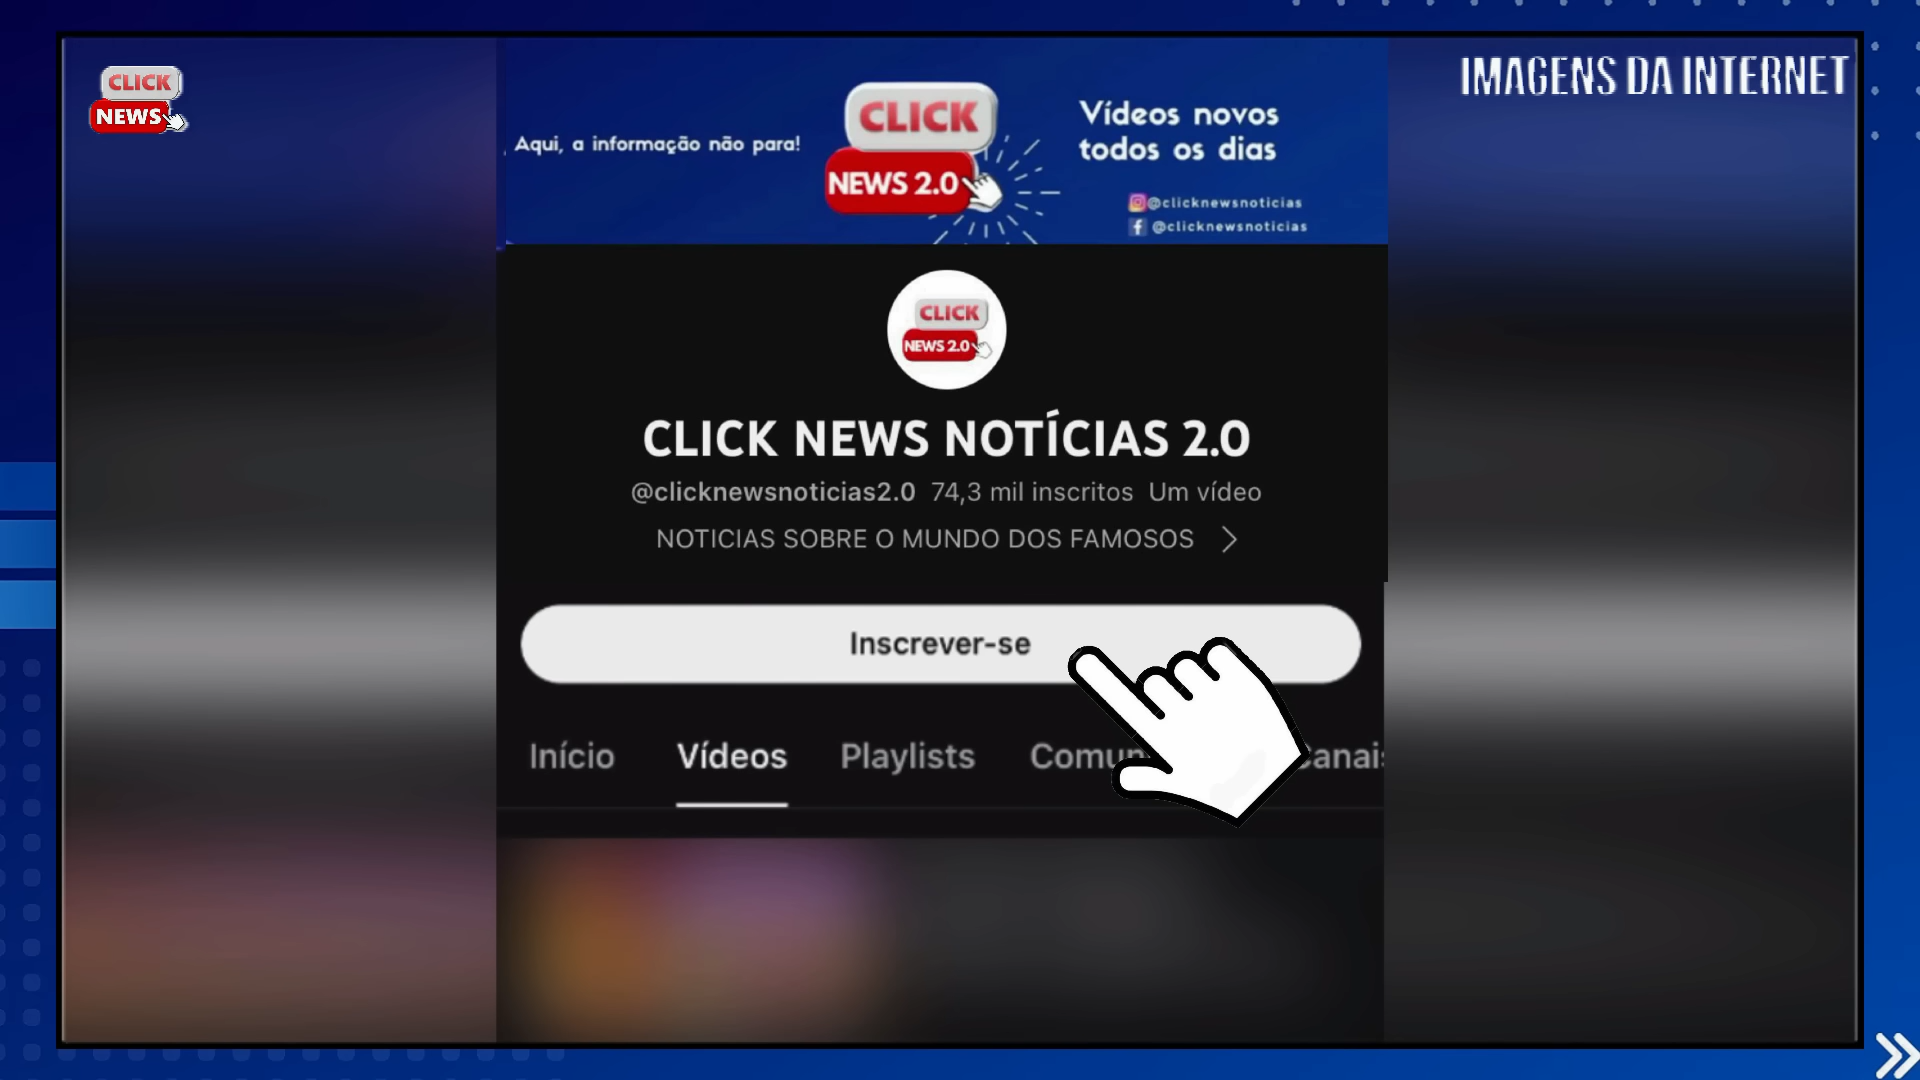 CLICK
NEWS
IMAGENS DA INTERNET
Aqui, a informação não para!
CLICK
NEWS 2.0
Vídeos novos
todos os dias
@clicknewsnoticias
@clicknewsnoticias
CLICK
NEWS 2.0
CLICK NEWS NOTÍCIAS 2.0
@clicknewsnoticias2.0 74,3 mil inscritos Um vídeo
NOTICIAS SOBRE O MUNDO DOS FAMOSOS
Inscrever-se
Início Vídeos Playlists